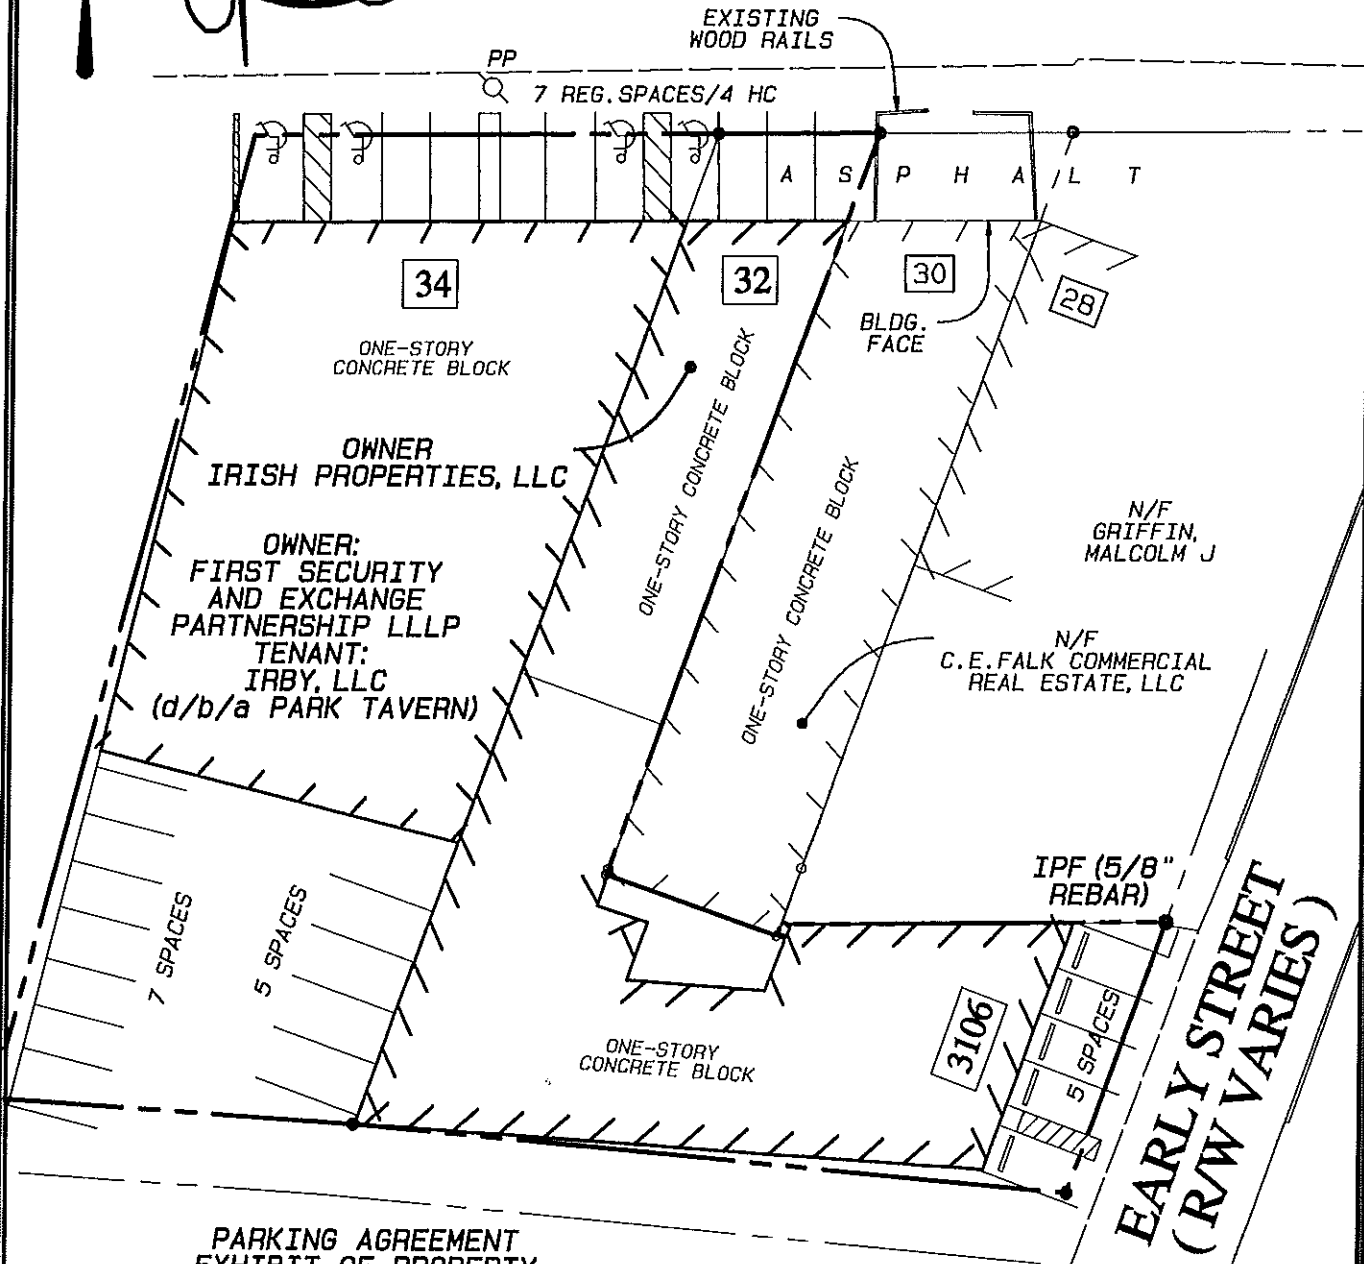 EXISTING
WOOD RAILS
PP
7 REG. SPACES/4 HC
A S P H A L T
34
32
30
28
BLDG.
FACE
ONE-STORY
CONCRETE BLOCK
ONE-STORY CONCRETE BLOCK
ONE-STORY CONCRETE BLOCK
OWNER
IRISH PROPERTIES, LLC
OWNER:
FIRST SECURITY
AND EXCHANGE
PARTNERSHIP LLLP
TENANT:
IRBY, LLC
(d/b/a PARK TAVERN)
N/F
GRIFFIN,
MALCOLM J
N/F
C.E. FALK COMMERCIAL
REAL ESTATE, LLC
IPF (5/8"
REBAR)
7 SPACES
5 SPACES
ONE-STORY
CONCRETE BLOCK
3106
5 SPACES
EARLY STREET
( R/W VARIES )
PARKING AGREEMENT
EXHIBIT OF PROPERTY